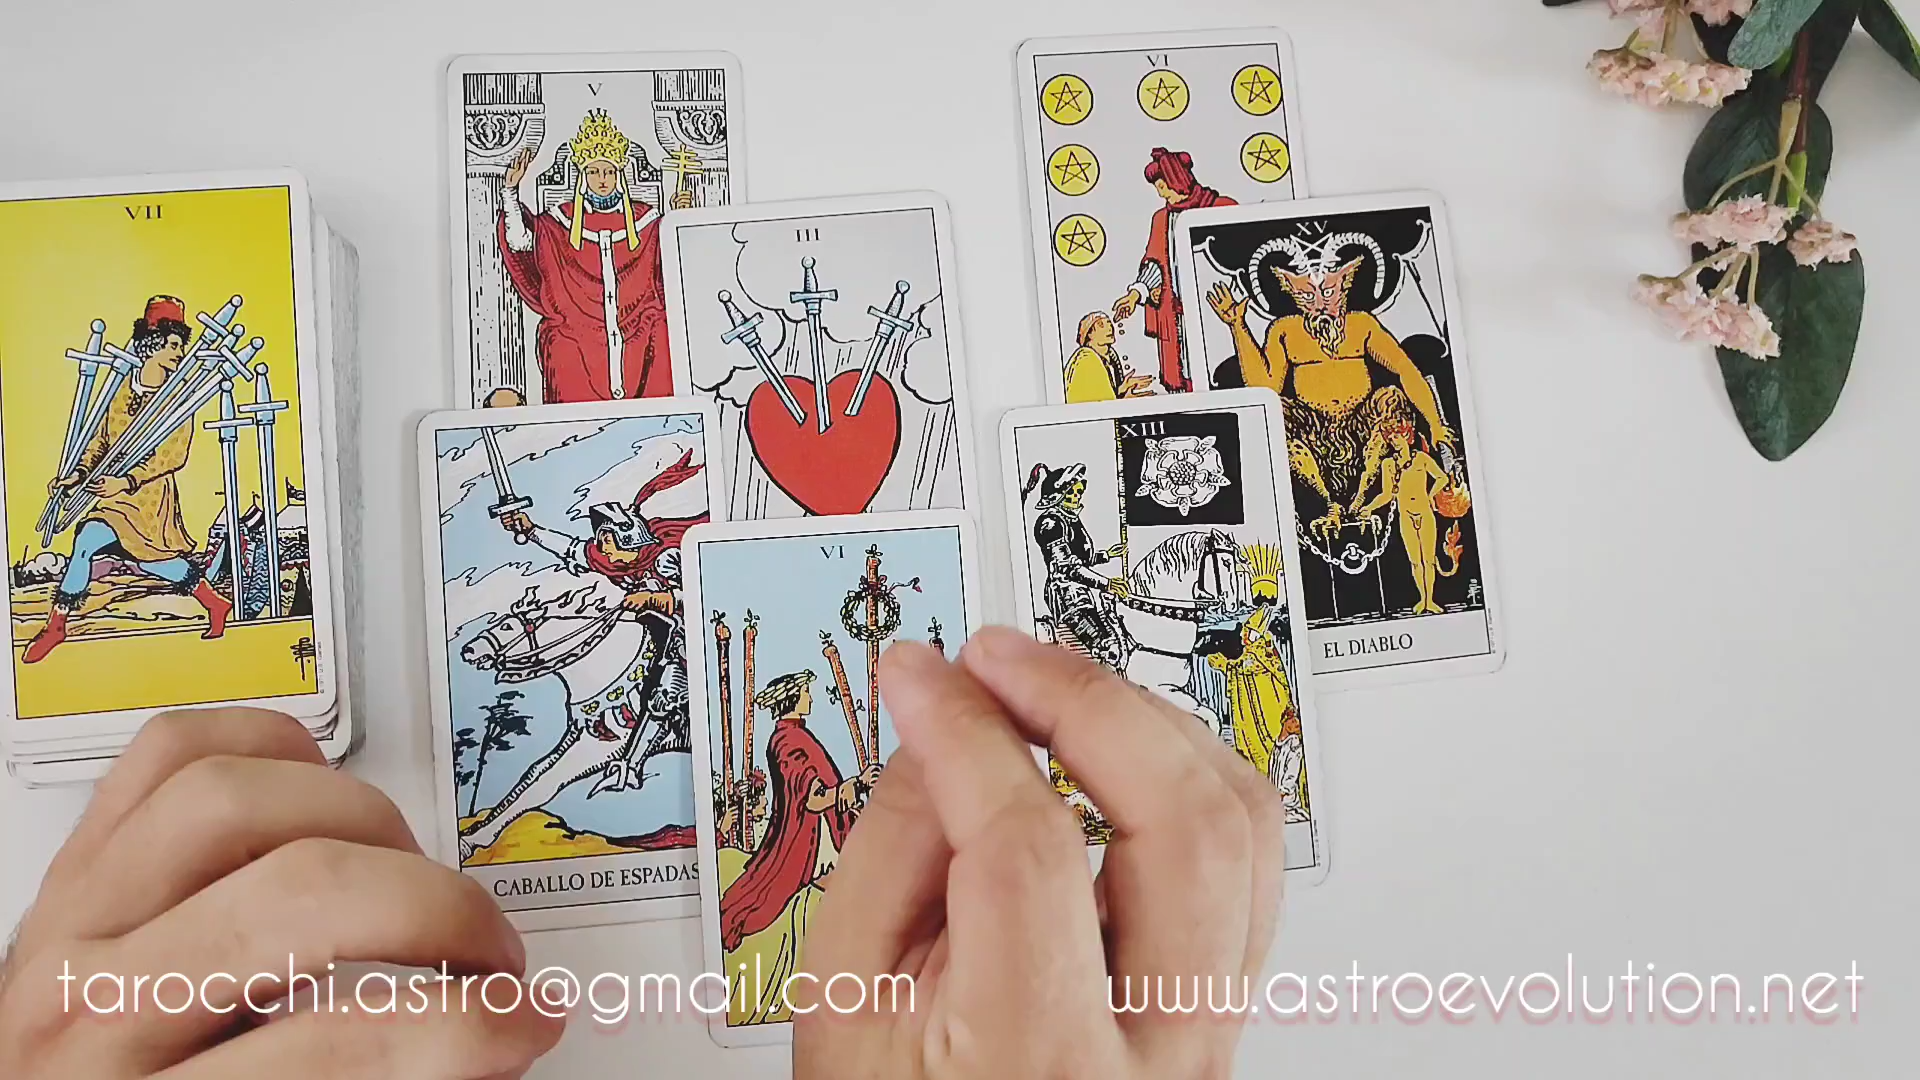 V
VI
VII
III
XV
XIII
EL DIABLO
VI
CABALLO DE ESPADAS
tarocchi.astro@gmail.com
www.astroevolution.net